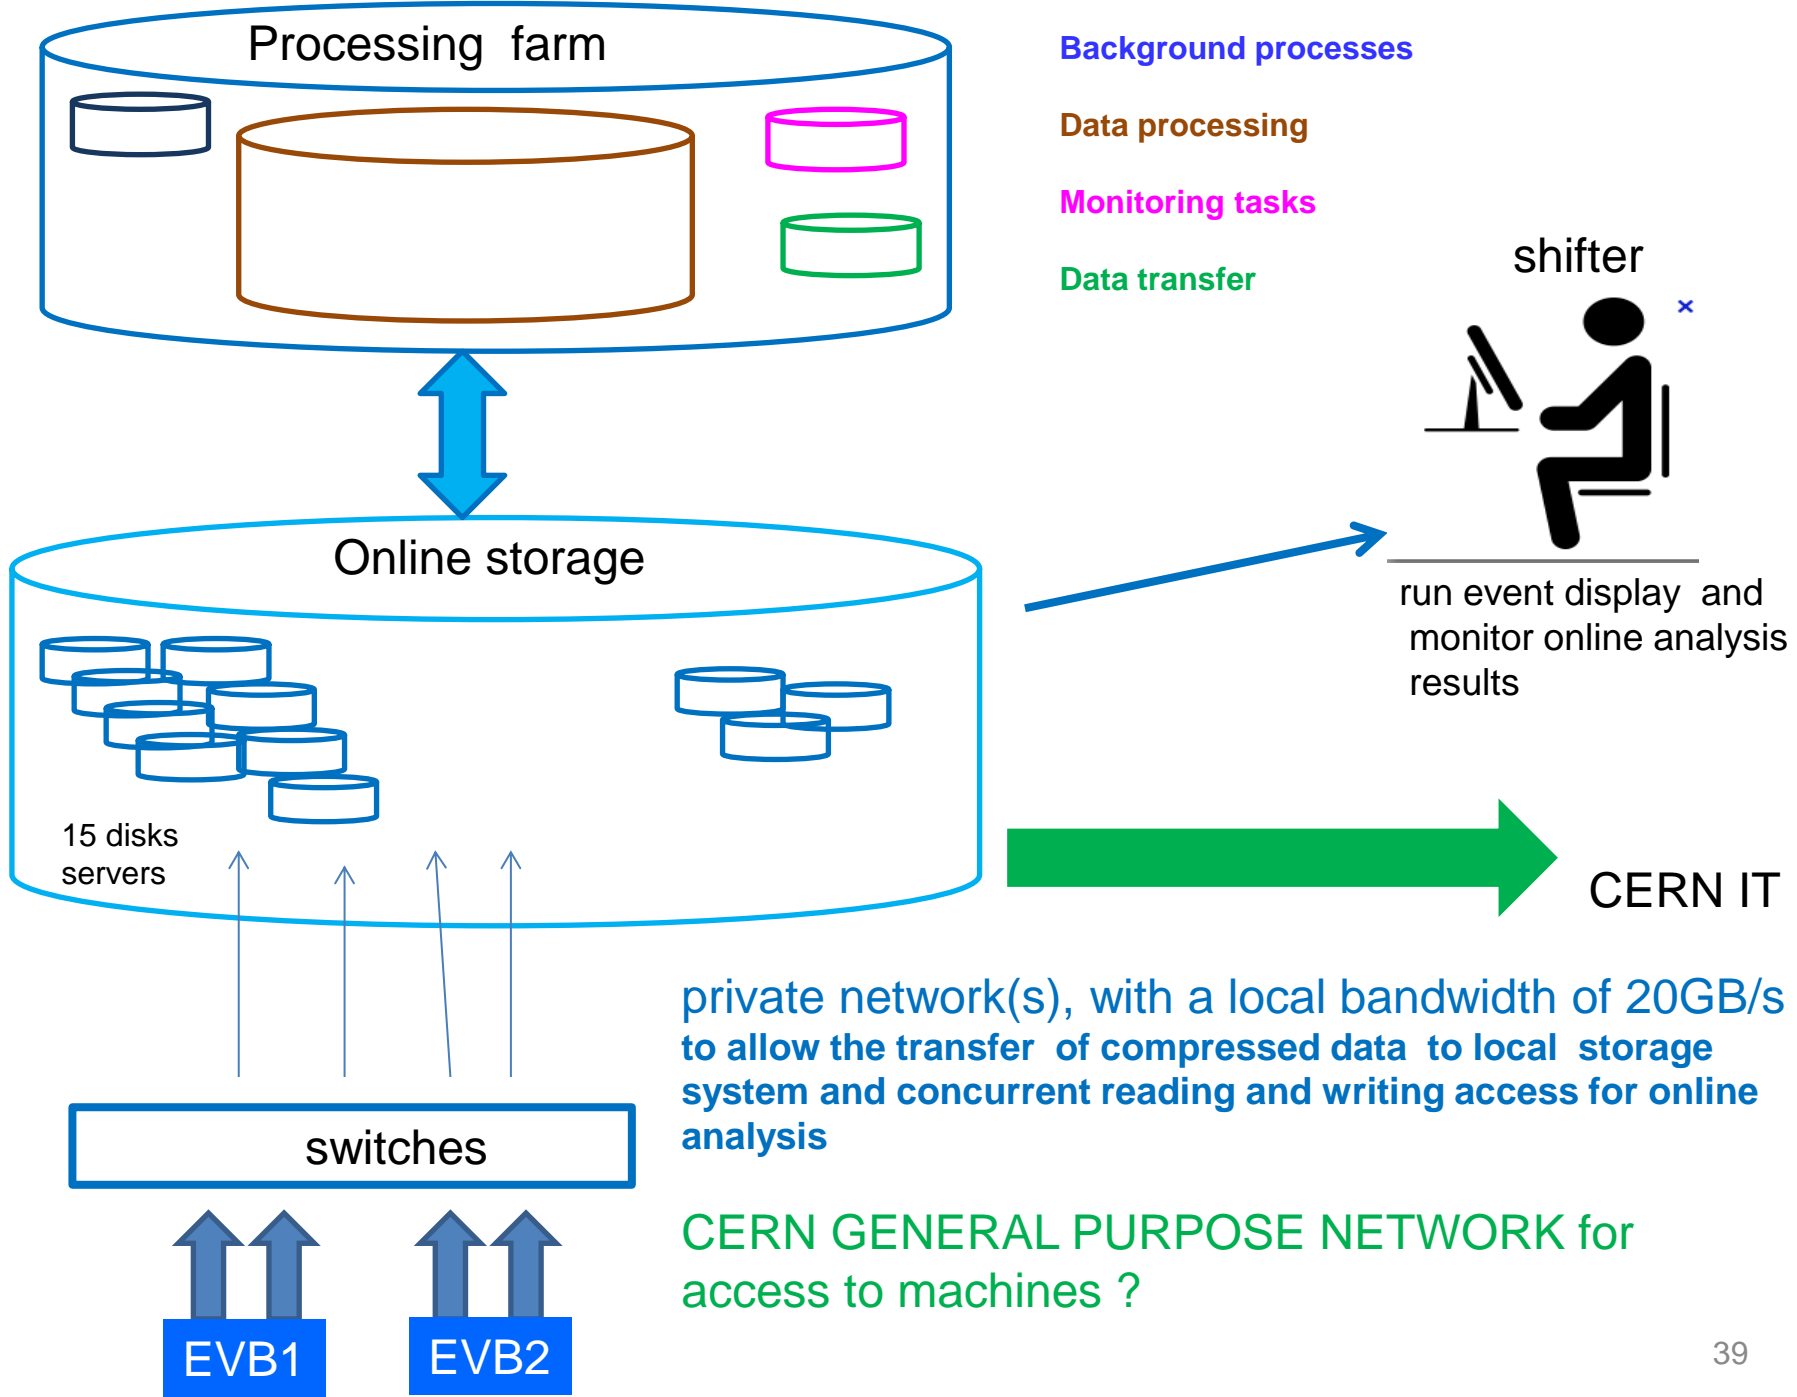 Processing farm
Background processes
Data processing
Monitoring tasks
Data transfer
shifter
Online storage
run event display and
monitor online analysis
results
15 disks
servers
CERN IT
private network(s), with a local bandwidth of 20GB/s
to allow the transfer of compressed data to local storage
system and concurrent reading and writing access for online
analysis
switches
CERN GENERAL PURPOSE NETWORK for
access to machines ?
EVB1
EVB2
39